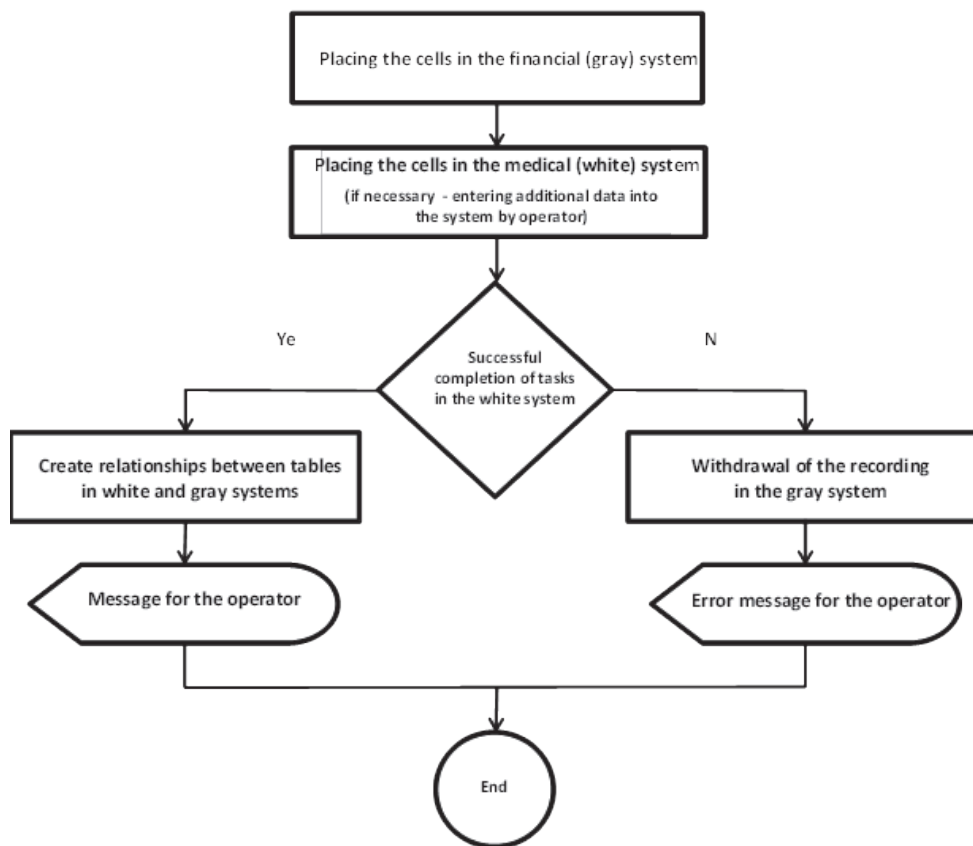 Placing the cells in the financial (gray) system
Placing the cells in the medical (white) system
(if necessary - entering additional data into
the system by operator)
Ye
N
Successful
completion of tasks
in the white system
Create relationships between tables
in white and gray systems
Withdrawal of the recording
in the gray system
Message for the operator
Error message for the operator
End